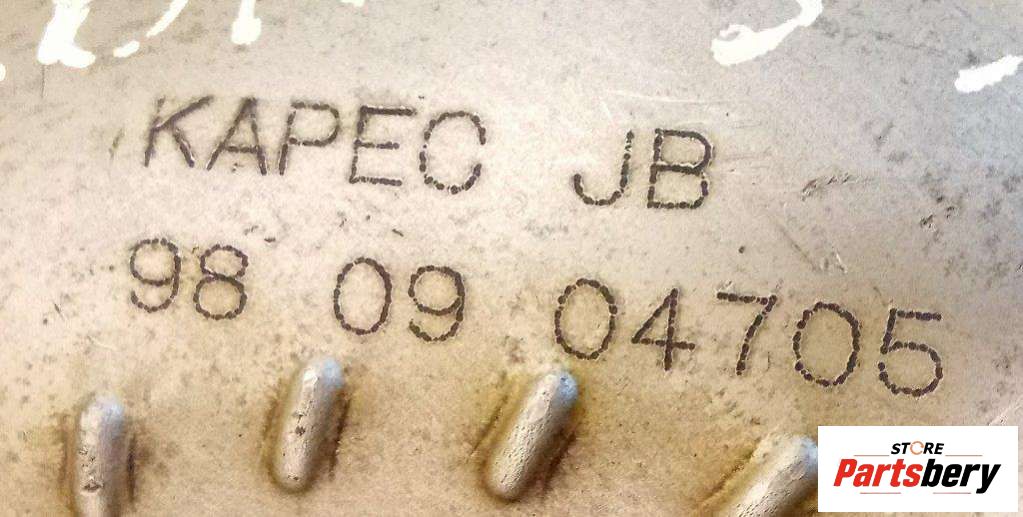 KAPEC JB
98 09 04705
STORE
Partsbery